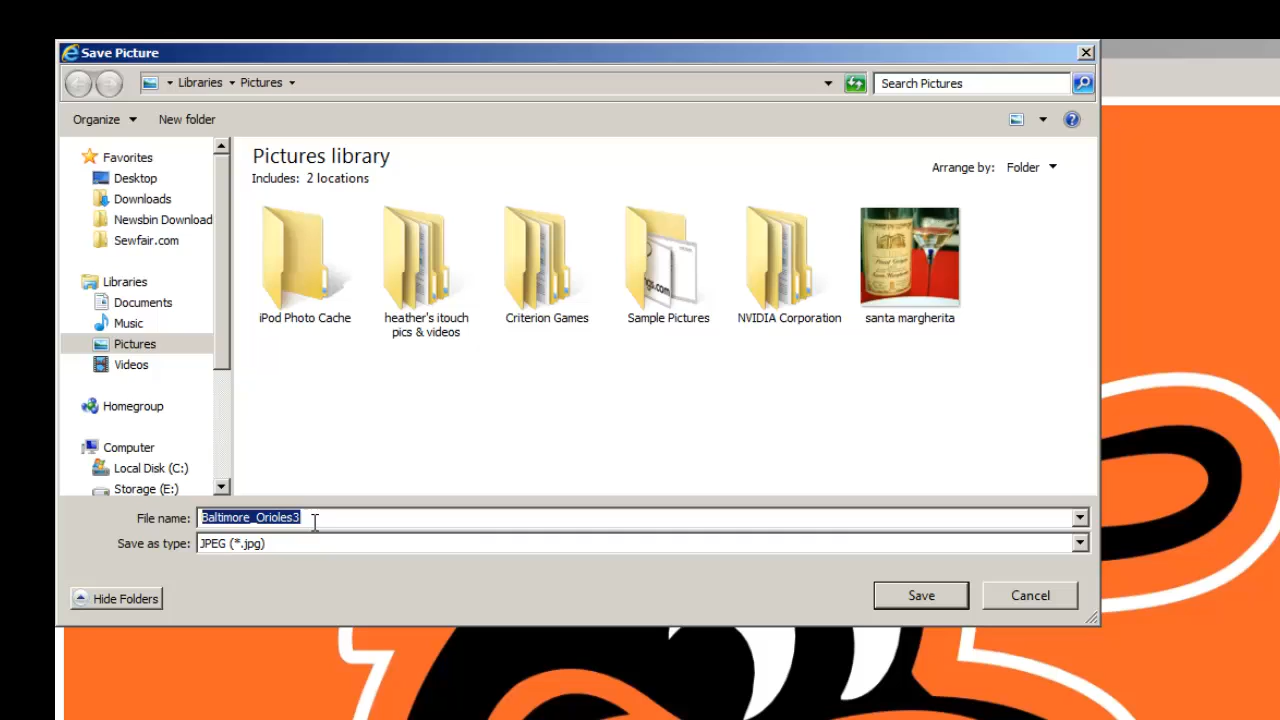 Save Picture
Libraries Pictures
Search Pictures
Organize New folder
Favorites
Desktop
Downloads
Newsbin Download
Sewfair.com
Libraries
Documents
Music
Pictures
Videos
Homegroup
Computer
Local Disk (C:)
Storage (E:)
Pictures library
Includes: 2 locations
Arrange by: Folder
iPod Photo Cache
heather's itouch
pics & videos
Criterion Games
Sample Pictures
NVIDIA Corporation
santa margherita
File name: Baltimore_Orioles3
Save as type: JPEG (*.jpg)
Hide Folders
Save
Cancel